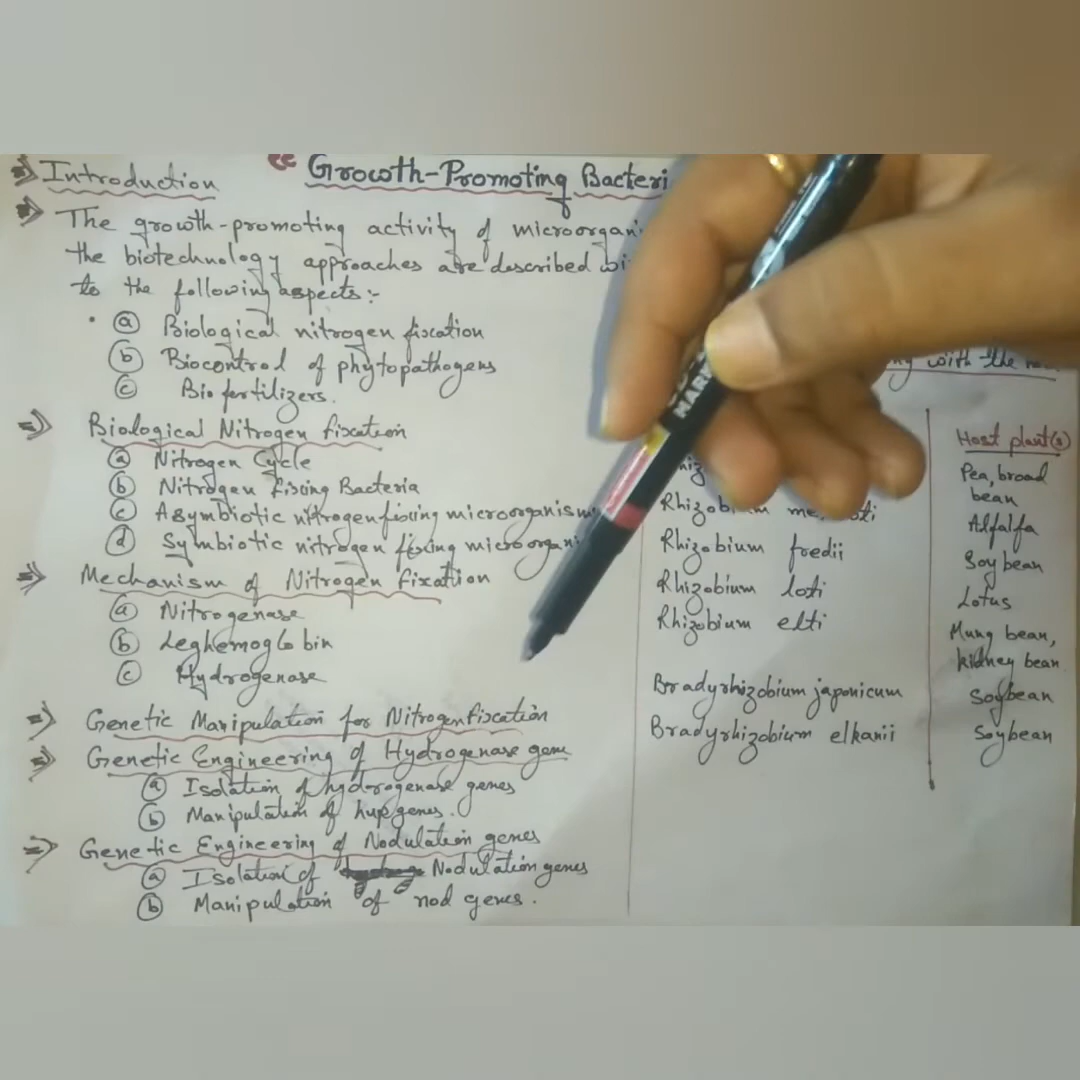 Introduction
Growth-Promoting Bacteri
The growth-promoting activity of microorgani
the biotechnology approaches are described wi
to the following aspects:-
(a) Biological nitrogen fixation
(b) Biocontrol of phytopathogens
(c) Biofertilizers.
Biological Nitrogen fixation
(a) Nitrogen Cycle
(b) Nitrogen fixing Bacteria
(c) Asymbiotic nitrogen fixing microorganism
(d) Symbiotic nitrogen fixing microorgani
Mechanism of Nitrogen fixation
(a) Nitrogenase
(b) Leghemoglobin
(c) Hydrogenase
Genetic Manipulation for Nitrogen fixation
Genetic Engineering of Hydrogenase gene
(a) Isolation of hydrogenase genes
(b) Manipulation of hup genes.
Genetic Engineering of Nodulation genes
(a) Isolation of Nodulation genes
(b) Manipulation of nod genes.
with the
Host plant(s)
Pea, broad
bean
Rhizob
Alfalfa
Rhizobium fredii
Soybean
Rhizobium loti
Lotus
Rhizobium elti
Mung bean,
kidney bean
Bradyrhizobium japonicum
Soybean
Bradyrhizobium elkanii
Soybean
MARK